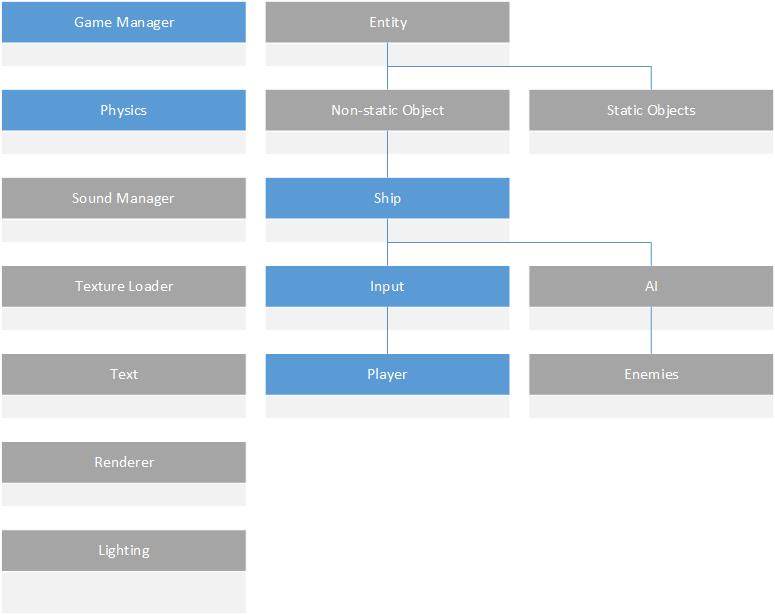 Game Manager
Entity
Physics
Non-static Object
Static Objects
Sound Manager
Ship
Texture Loader
Input
AI
Text
Player
Enemies
Renderer
Lighting